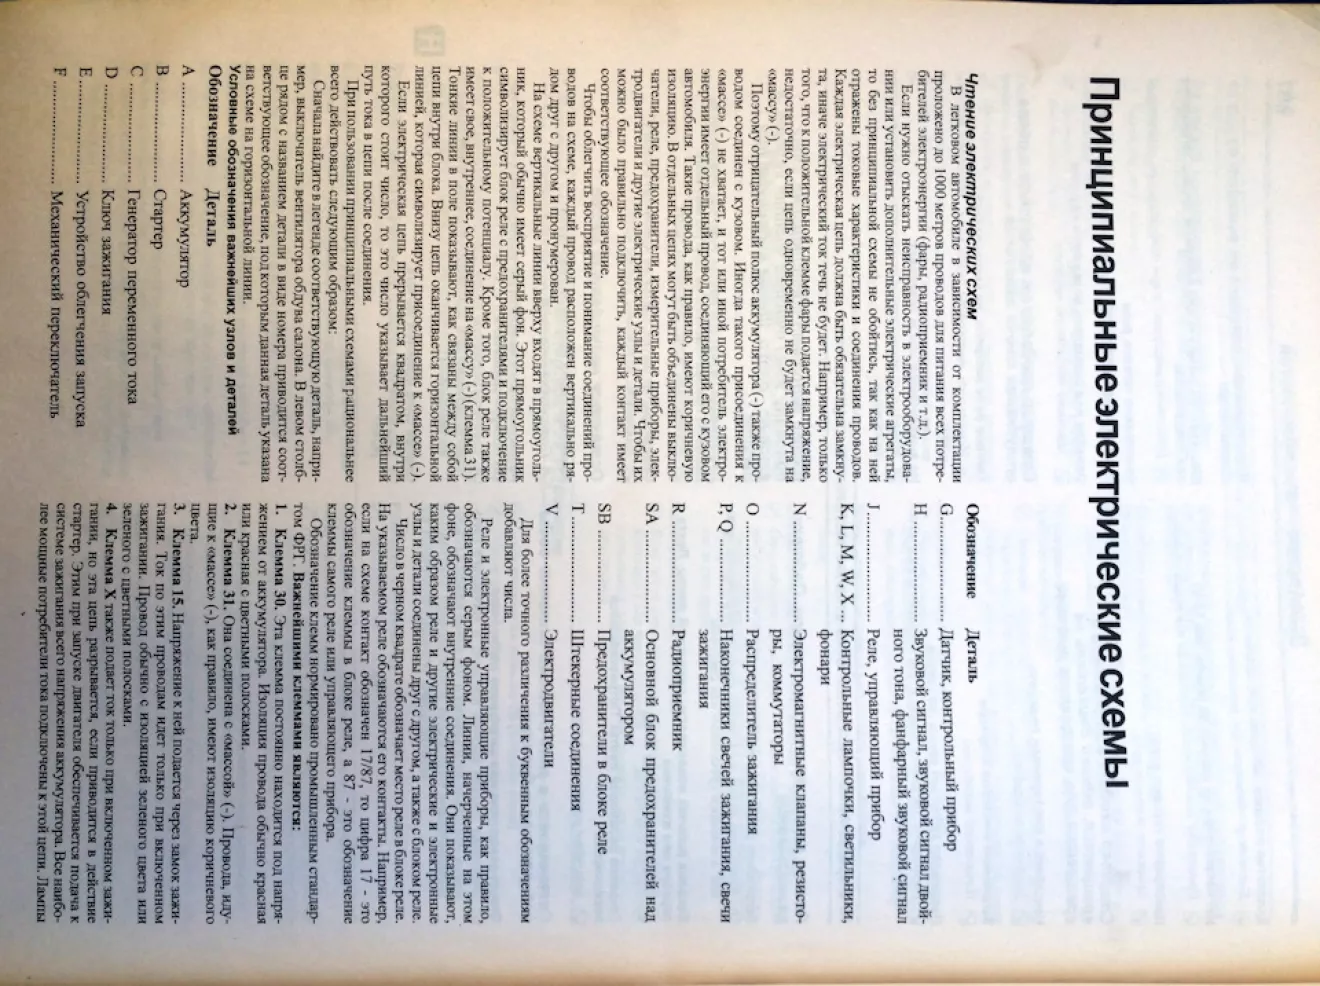 Принципиальные электрические схемы
Чтение электрических схем
В легковом автомобиле в зависимости от комплектации
проложено до 1000 метров проводов для питания всех потре-
бителей электроэнергии (фары, радиоприемник и т.д.).
Если нужно отыскать неисправность в электрооборудова-
нии или установить дополнительные электрические агрегаты,
то без принципиальной схемы не обойтись, так как на ней
отражены токовые характеристики и соединения проводов.
Каждая электрическая цепь должна быть обязательна замкну-
та, иначе электрический ток течь не будет. Например, только
того, что к положительной клемме фары подается напряжение,
недостаточно, если цепь одновременно не будет замкнута на
«массу» (-).
Поэтому отрицательный полюс аккумулятора (-) также про-
водом соединен с кузовом. Иногда такого присоединения к
«массе» (-) не хватает, и тот или иной потребитель электро-
энергии имеет отдельный провод, соединяющий его с кузовом
автомобиля. Такие провода, как правило, имеют коричневую
изоляцию. В отдельных цепях могут быть объединены выклю-
чатели, реле, предохранители, измерительные приборы, элек-
тродвигатели и другие электрические узлы и детали. Чтобы их
можно было правильно подключить, каждый контакт имеет
соответствующее обозначение.
Чтобы облегчить восприятие и понимание соединений про-
водов на схеме, каждый провод расположен вертикально ря-
дом друг с другом и пронумерован.
На схеме вертикальные линии вверху входят в прямоуголь-
ник, который обычно имеет серый фон. Этот прямоугольник
символизирует блок реле с предохранителями и подключение
к положительному потенциалу. Кроме того, блок реле также
имеет свое, внутреннее, соединение на «массу» (-) (клемма 31).
Тонкие линии в поле показывают, как связаны между собой
цепи внутри блока. Внизу цепь оканчивается горизонтальной
линией, которая символизирует присоединение к «массе» (-).
Если электрическая цепь прерывается квадратом, внутри
которого стоит число, то это число указывает дальнейший
путь тока в цепи после соединения.
При пользовании принципиальными схемами рациональнее
всего действовать следующим образом:
Сначала найдите в легенде соответствующую деталь, напри-
мер, выключатель вентилятора обдува салона. В левом столб-
це рядом с названием детали в виде номера приводится соот-
ветствующее обозначение, под которым данная деталь указана
на схеме на горизонтальной линии.
Условные обозначения важнейших узлов и деталей
Обозначение Деталь
A ........................ Аккумулятор
B ........................ Стартер
C ........................ Генератор переменного тока
D ........................ Ключ зажигания
E ........................ Устройство облегчения запуска
F ........................ Механический переключатель
Обозначение Деталь
G ........................ Датчик, контрольный прибор
H ........................ Звуковой сигнал, звуковой сигнал двой-
ного тона, фанфарный звуковой сигнал
J ........................ Реле, управляющий прибор
K, L, M, W, X ... Контрольные лампочки, светильники,
фонари
N ........................ Электромагнитные клапаны, резисто-
ры, коммутаторы
O ........................ Распределитель зажигания
P, Q .................... Наконечники свечей зажигания, свечи
зажигания
R ........................ Радиоприемник
SA ...................... Основной блок предохранителей над
аккумулятором
SB ...................... Предохранители в блоке реле
T ........................ Штекерные соединения
V ........................ Электродвигатели
Для более точного различения к буквенным обозначениям
добавляют числа.
Реле и электронные управляющие приборы, как правило,
обозначаются серым фоном. Линии, начерченные на этом
фоне, обозначают внутренние соединения. Они показывают,
каким образом реле и другие электрические и электронные
узлы и детали соединены друг с другом, а также с блоком реле.
Число в черном квадрате обозначает место реле в блоке реле.
На указываемом реле обозначаются его контакты. Например,
если на схеме контакт обозначен 17/87, то цифра 17 - это
обозначение клеммы в блоке реле, а 87 - это обозначение
клеммы самого реле или управляющего прибора.
Обозначение клемм нормировано промышленным стандар-
том ФРГ. Важнейшими клеммами являются:
1. Клемма 30. Эта клемма постоянно находится под напря-
жением от аккумулятора. Изоляция провода обычно красная
или красная с цветными полосками.
2. Клемма 31. Она соединена с «массой» (-). Провода, иду-
щие к «массе» (-), как правило, имеют изоляцию коричневого
цвета.
3. Клемма 15. Напряжение к ней подается через замок зажи-
гания. Ток по этим проводам идет только при включенном
зажигании. Провод обычно с изоляцией зеленого цвета или
зеленого с цветными полосками.
4. Клемма X также подает ток только при включенном зажи-
гании, но эта цепь разрывается, если приводится в действие
стартер. Этим при запуске двигателя обеспечивается подача к
системе зажигания всего напряжения аккумулятора. Все наибо-
лее мощные потребители тока подключены к этой цепи. Лампы